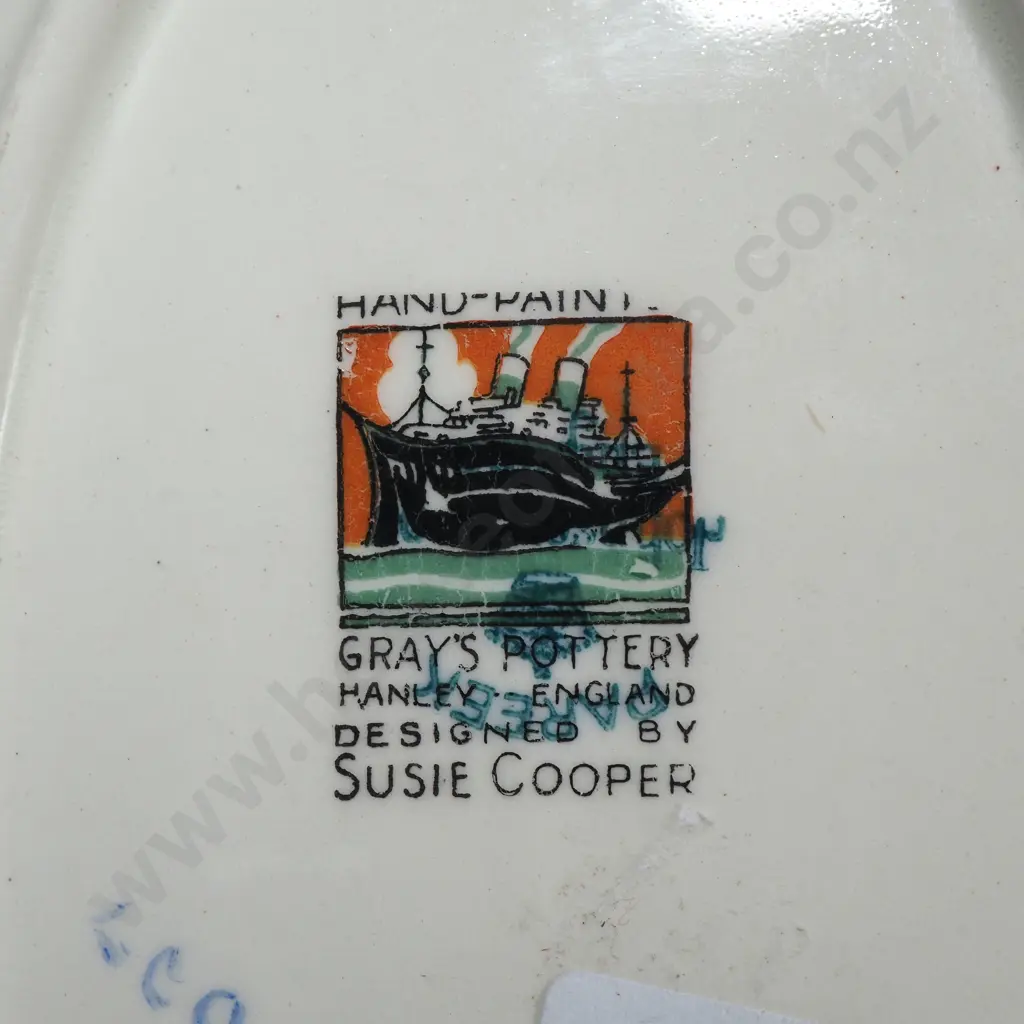 HAND-PAINT
GRAY'S POTTERY
HANLEY · ENGLAND
DESIGNED BY
SUSIE COOPER